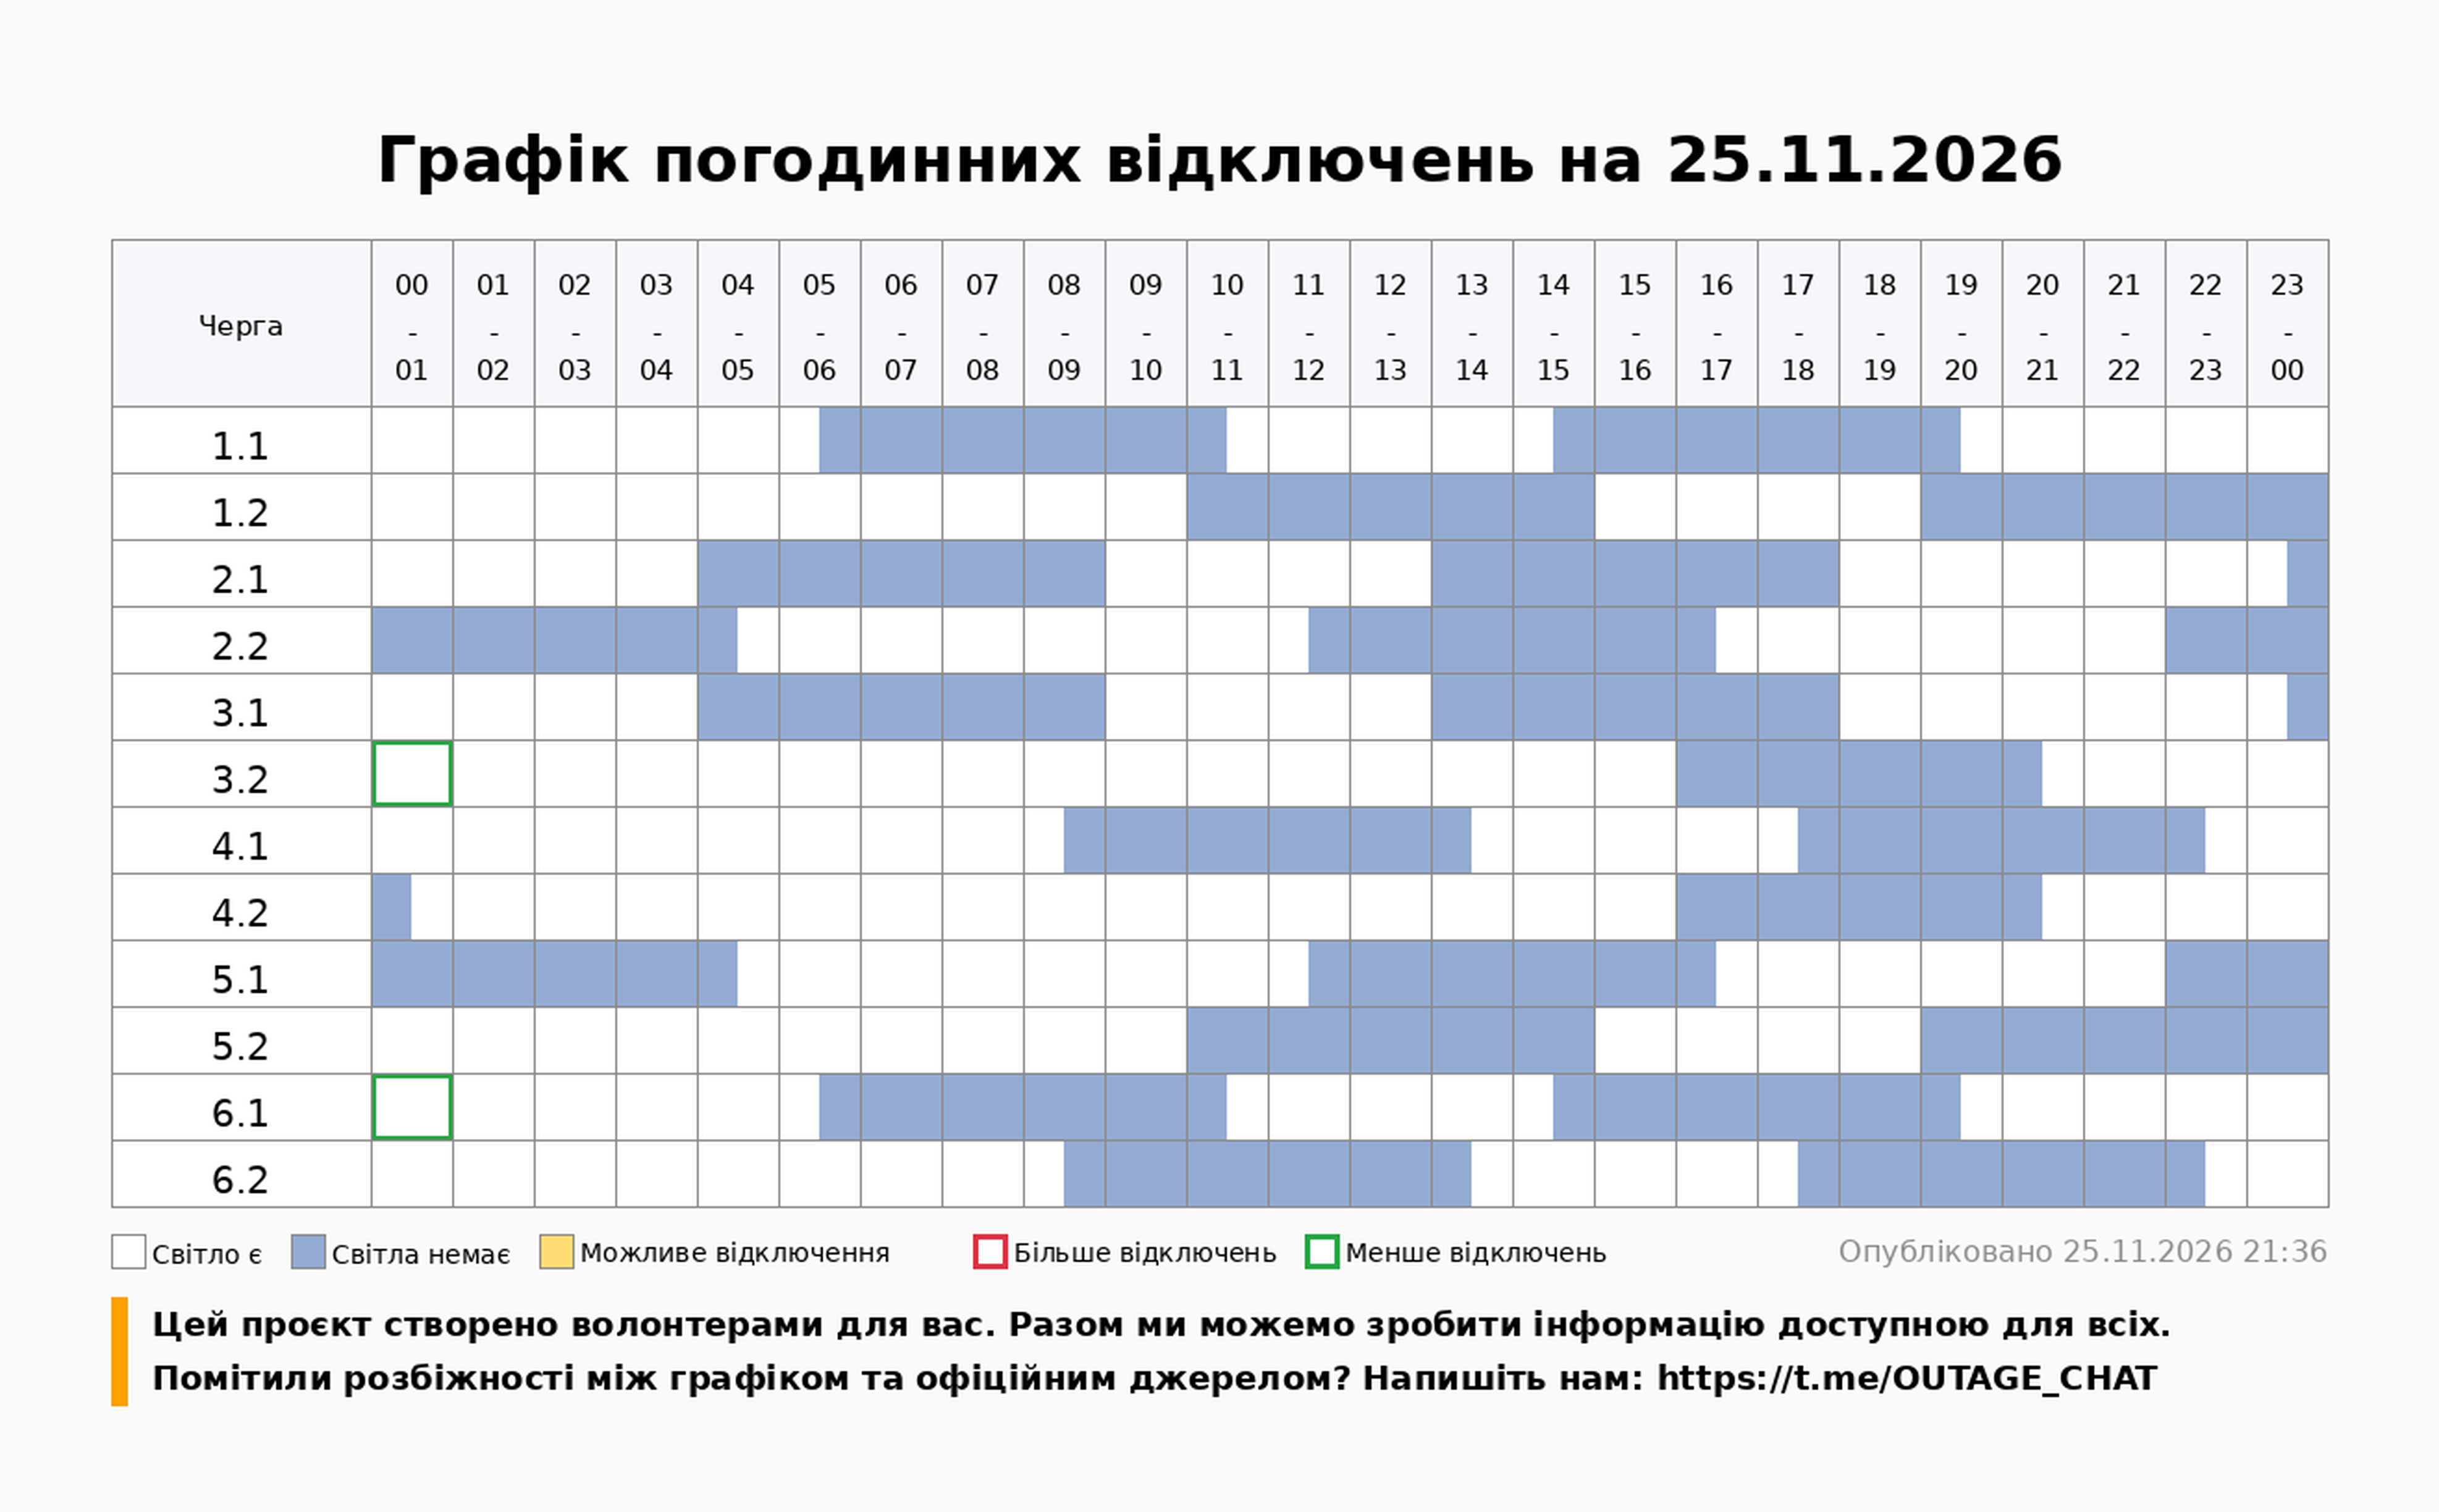 Графік погодинних відключень на 25.11.2026
Черга 00 - 01 01 - 02 02 - 03 03 - 04 04 - 05 05 - 06 06 - 07 07 - 08 08 - 09 09 - 10 10 - 11 11 - 12 12 - 13 13 - 14 14 - 15 15 - 16 16 - 17 17 - 18 18 - 19 19 - 20 20 - 21 21 - 22 22 - 23 23 - 00
1.1
1.2
2.1
2.2
3.1
3.2
4.1
4.2
5.1
5.2
6.1
6.2
Світло є Світла немає Можливе відключення Більше відключень Менше відключень Опубліковано 25.11.2026 21:36
Цей проєкт створено волонтерами для вас. Разом ми можемо зробити інформацію доступною для всіх.
Помітили розбіжності між графіком та офіційним джерелом? Напишіть нам: https://t.me/OUTAGE_CHAT